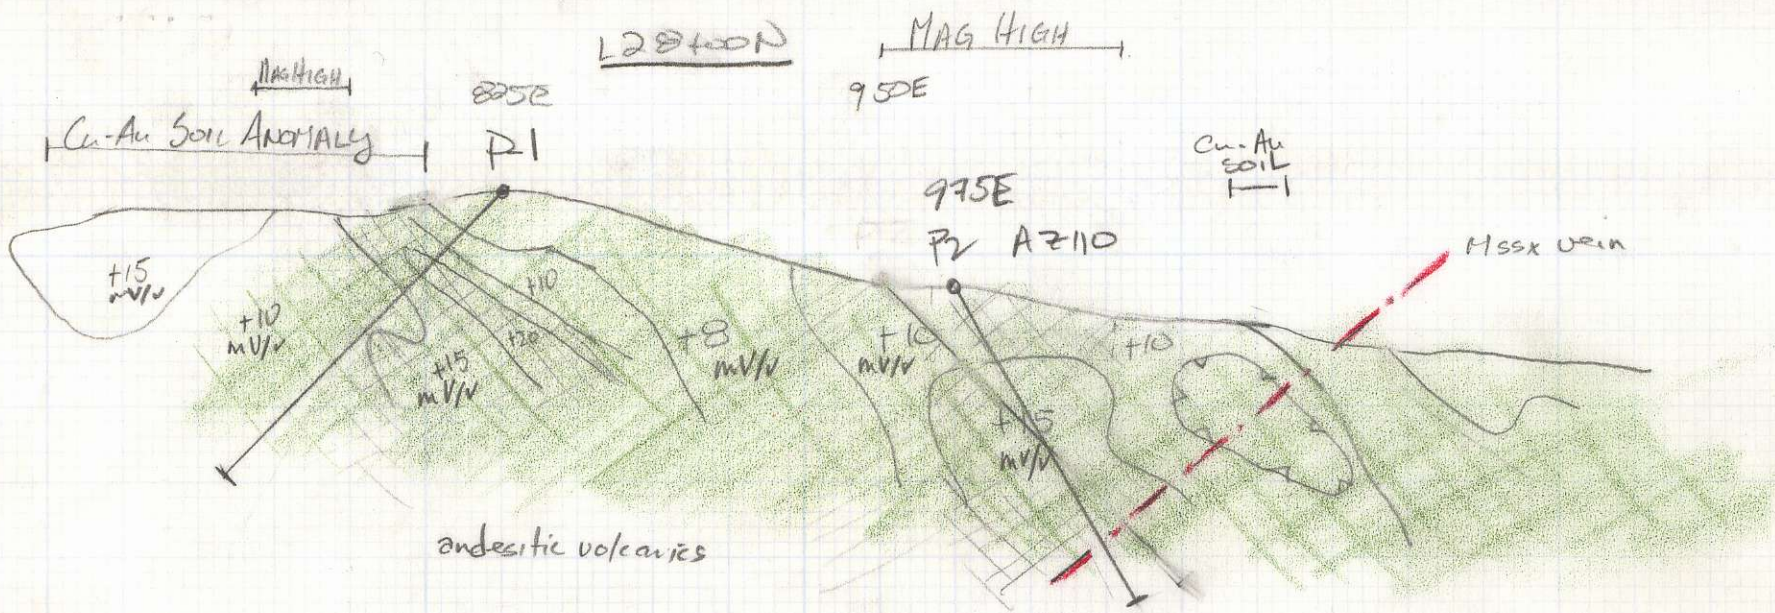 L28+00N
MAG HIGH
MAG HIGH
825E
950E
Cu-Au SOIL ANOMALY
P1
Cu-Au
SOIL
975E
P2 AZ110
Mssx vein
+15
mV/v
+10
mV/v
+10
+20
+15
mV/v
+8
mV/v
+10
mV/v
+10
+15
mV/v
andesitic volcanics